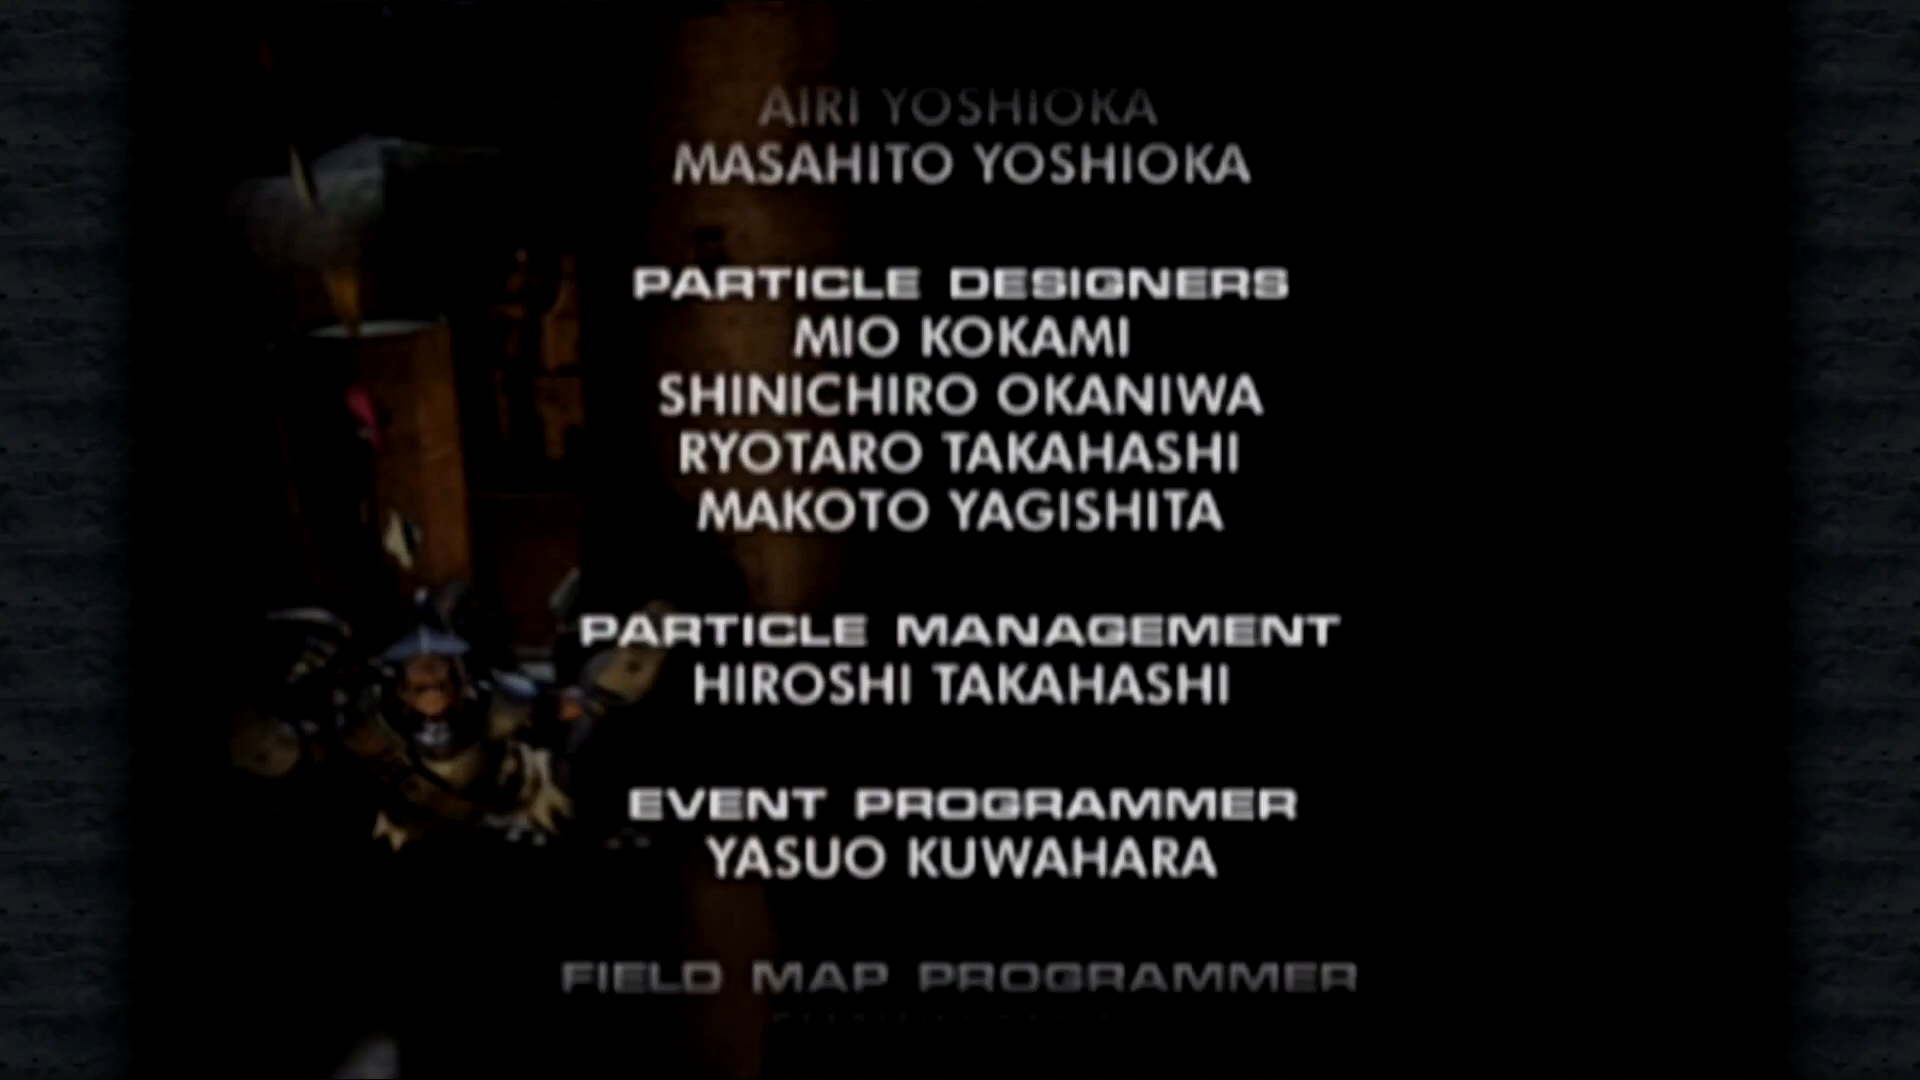 AIRI YOSHIOKA
MASAHITO YOSHIOKA
PARTICLE DESIGNERS
MIO KOKAMI
SHINICHIRO OKANIWA
RYOTARO TAKAHASHI
MAKOTO YAGISHITA
PARTICLE MANAGEMENT
HIROSHI TAKAHASHI
EVENT PROGRAMMER
YASUO KUWAHARA
FIELD MAP PROGRAMMER